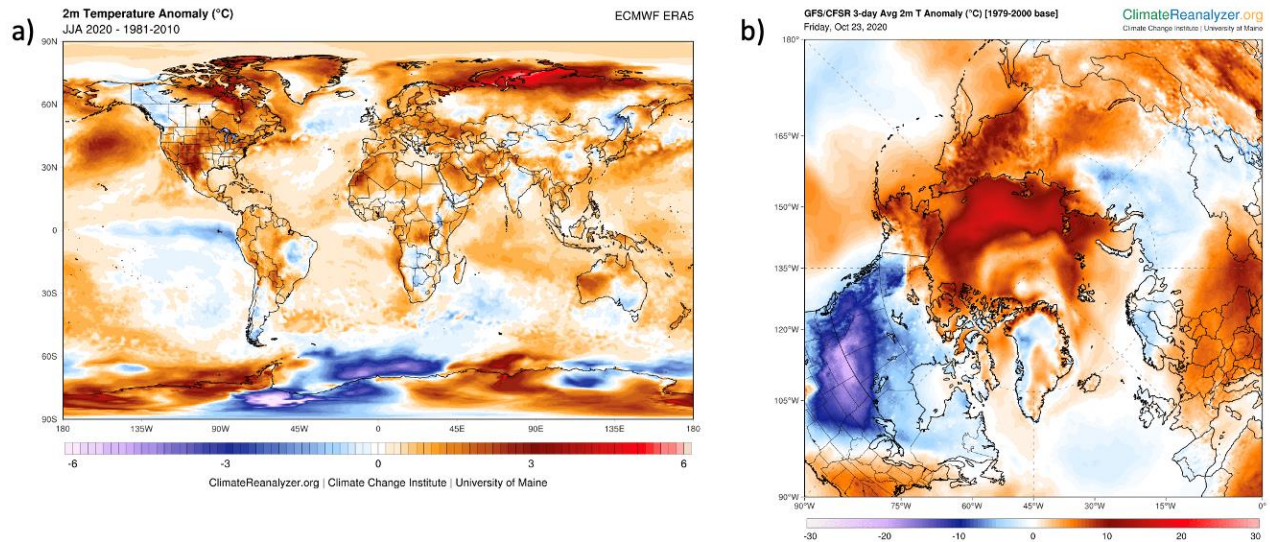 a)
2m Temperature Anomaly (°C)
JJA 2020 - 1981-2010
ECMWF ERA5
90N
60N
30N
0
30S
60S
90S
180 135W 90W 45W 0 45E 90E 135E 180
-6 -3 0 3 6
ClimateReanalyzer.org | Climate Change Institute | University of Maine
b)
GFS/CFSR 3-day Avg 2m T Anomaly (°C) [1979-2000 base]
Friday, Oct 23, 2020
ClimateReanalyzer.org
Climate Change Institute | University of Maine
180°
165°W
150°W
135°W
120°W
105°W
90°W
90°W 75°W 60°W 45°W 30°W 15°W 0°
-30 -20 -10 0 10 20 30